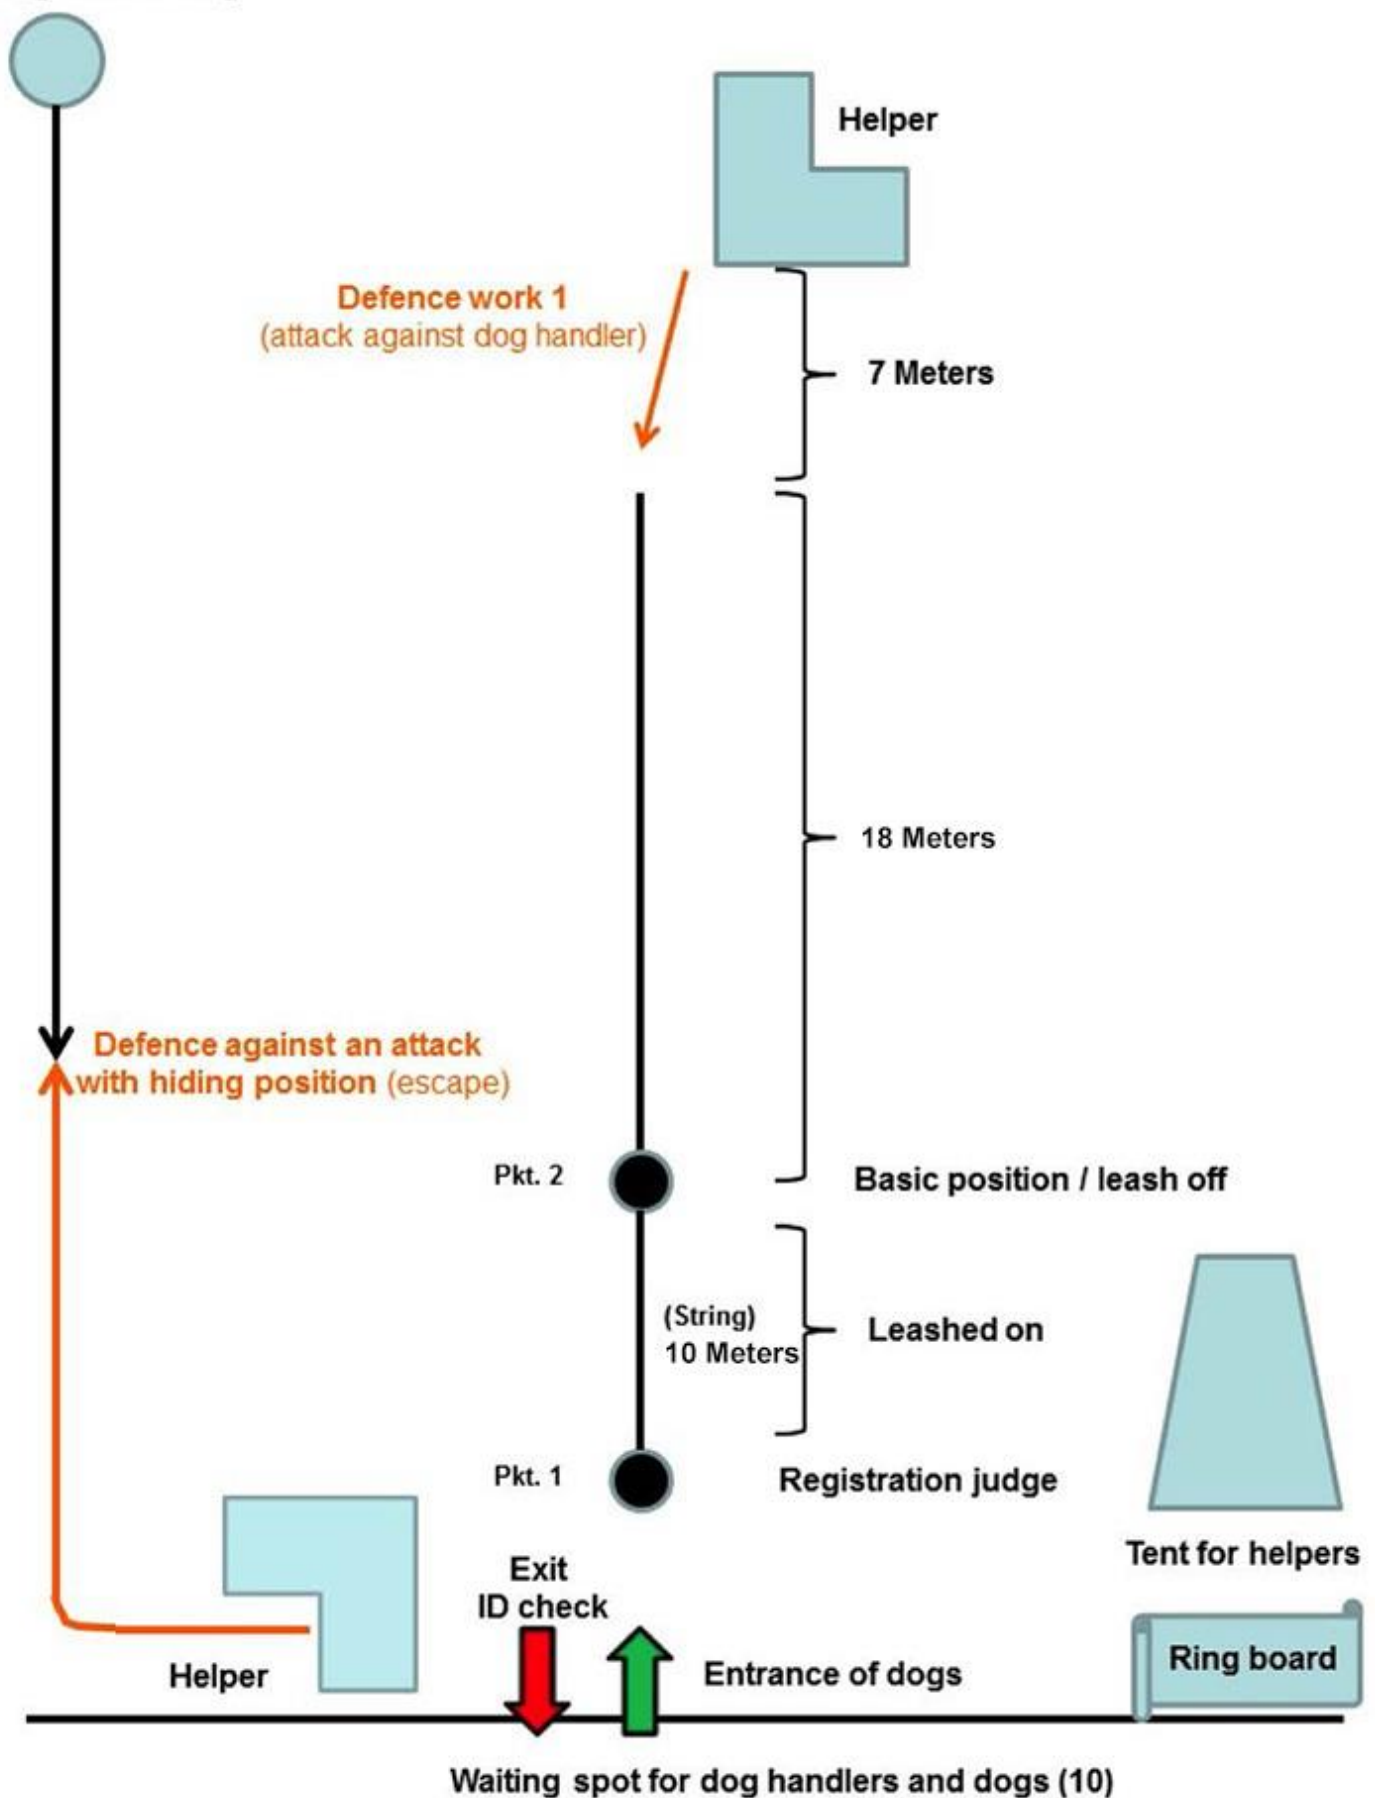 Helper
Defence work 1
(attack against dog handler)
7 Meters
18 Meters
Defence against an attack
with hiding position (escape)
Pkt. 2
Basic position / leash off
(String)
10 Meters
Leashed on
Pkt. 1
Registration judge
Tent for helpers
Exit
ID check
Helper
Entrance of dogs
Ring board
Waiting spot for dog handlers and dogs (10)